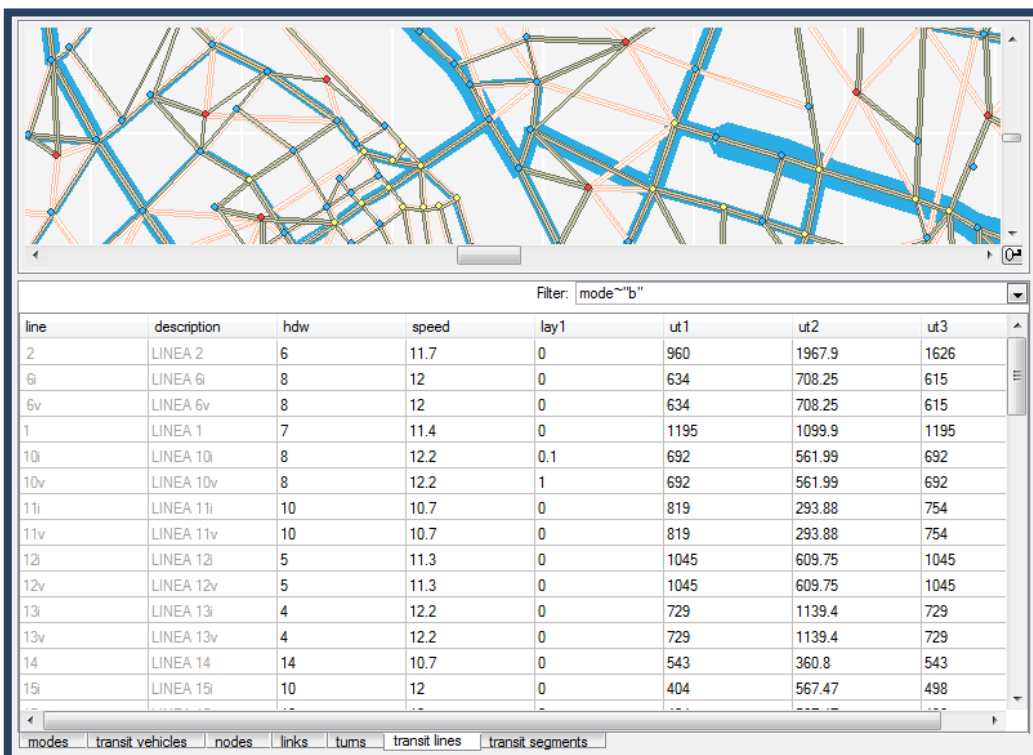 Filter: mode~"b"
line description hdw speed lay1 ut1 ut2 ut3
2 LINEA 2 6 11.7 0 960 1967.9 1626
6i LINEA 6i 8 12 0 634 708.25 615
6v LINEA 6v 8 12 0 634 708.25 615
1 LINEA 1 7 11.4 0 1195 1099.9 1195
10i LINEA 10i 8 12.2 0.1 692 561.99 692
10v LINEA 10v 8 12.2 1 692 561.99 692
11i LINEA 11i 10 10.7 0 819 293.88 754
11v LINEA 11v 10 10.7 0 819 293.88 754
12i LINEA 12i 5 11.3 0 1045 609.75 1045
12v LINEA 12v 5 11.3 0 1045 609.75 1045
13i LINEA 13i 4 12.2 0 729 1139.4 729
13v LINEA 13v 4 12.2 0 729 1139.4 729
14 LINEA 14 14 10.7 0 543 360.8 543
15i LINEA 15i 10 12 0 404 567.47 498
modes transit vehicles nodes links turns transit lines transit segments